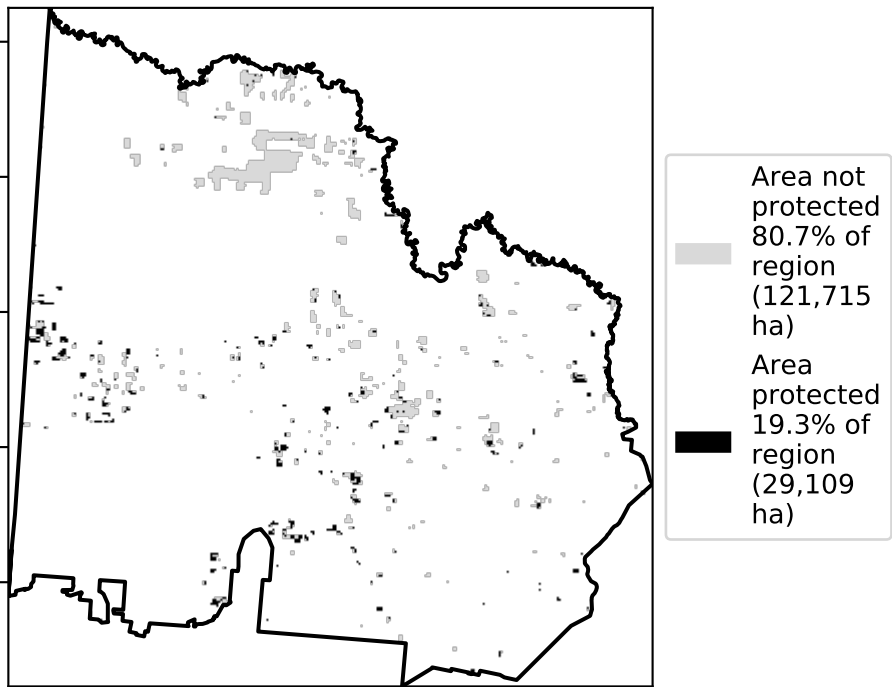 Area not
protected
80.7% of
region
(121,715
ha)
Area
protected
19.3% of
region
(29,109
ha)